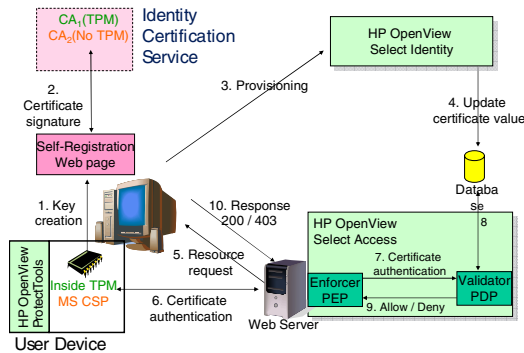 CA1(TPM)
CA2(No TPM)
Identity
Certification
Service
HP OpenView
Select Identity
2.
Certificate
signature
3. Provisioning
4. Update
certificate value
Self-Registration
Web page
Databa
se
8
1. Key
creation
10. Response
200 / 403
5. Resource
request
HP OpenView
Select Access
7. Certificate
authentication
HP OpenView
ProtectTools
Inside TPM
MS CSP
6. Certificate
authentication
Enforcer
PEP
Validator
PDP
9. Allow / Deny
Web Server
User Device